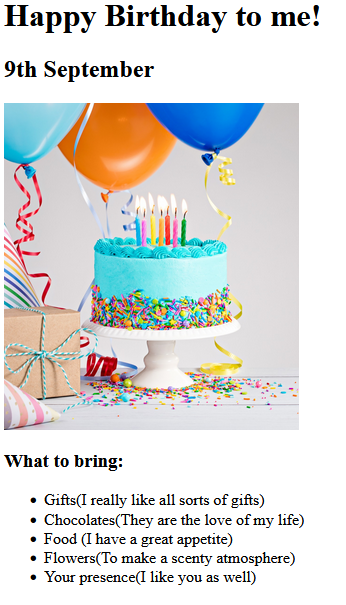 Happy Birthday to me!
9th September
What to bring:
Gifts(I really like all sorts of gifts)
Chocolates(They are the love of my life)
Food (I have a great appetite)
Flowers(To make a scenty atmosphere)
Your presence(I like you as well)